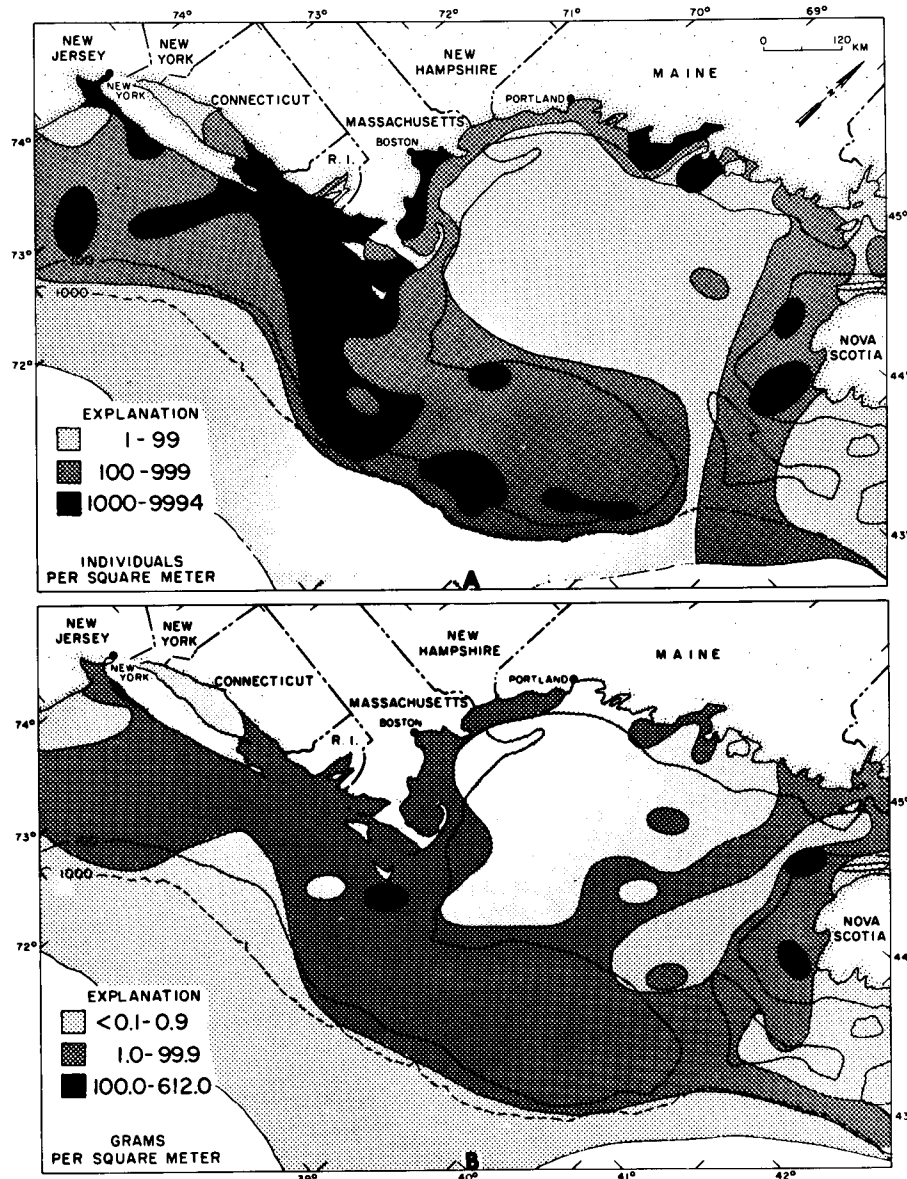 74° 73° 72° 71° 70° 69°
NEW JERSEY
NEW YORK
NEW HAMPSHIRE
0 120 KM
MAINE
NEW YORK
CONNECTICUT
PORTLAND
MASSACHUSETTS
BOSTON
R. I.
74°
45°
73°
1000
NOVA SCOTIA
72°
44°
EXPLANATION
1-99
100-999
1000-9994
43°
INDIVIDUALS
PER SQUARE METER
A
NEW JERSEY
NEW YORK
NEW HAMPSHIRE
MAINE
NEW YORK
CONNECTICUT
PORTLAND
MASSACHUSETTS
BOSTON
R. I.
74°
45°
73°
1000
NOVA SCOTIA
72°
44°
EXPLANATION
<0.1-0.9
1.0-99.9
100.0-612.0
43°
GRAMS
PER SQUARE METER
B
39° 40° 41° 42°